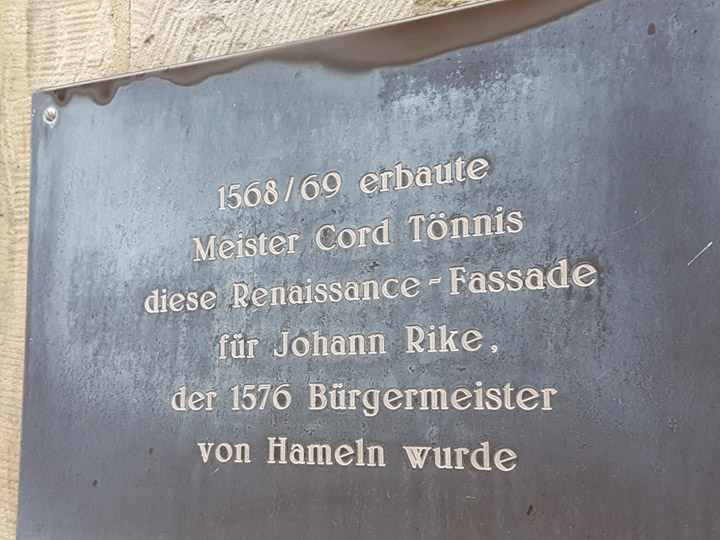 1568/69 erbaute
Meister Cord Tönnis
diese Renaissance-Fassade
für Johann Rike,
der 1576 Bürgermeister
von Hameln wurde